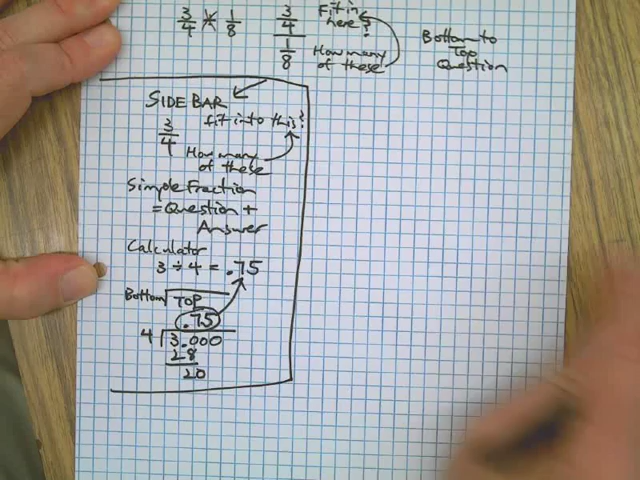 3/4 ÷ 1/8
3/4 Fit in
here?
1/8 How many
of these
Bottom to
Top
Question
SIDE BAR
fit into this?
3/4 How many
of these
Simple Fraction
= Question +
Answer
Calculator
3 ÷ 4 = .75
Bottom TOP
.75
4 3.000
28
20